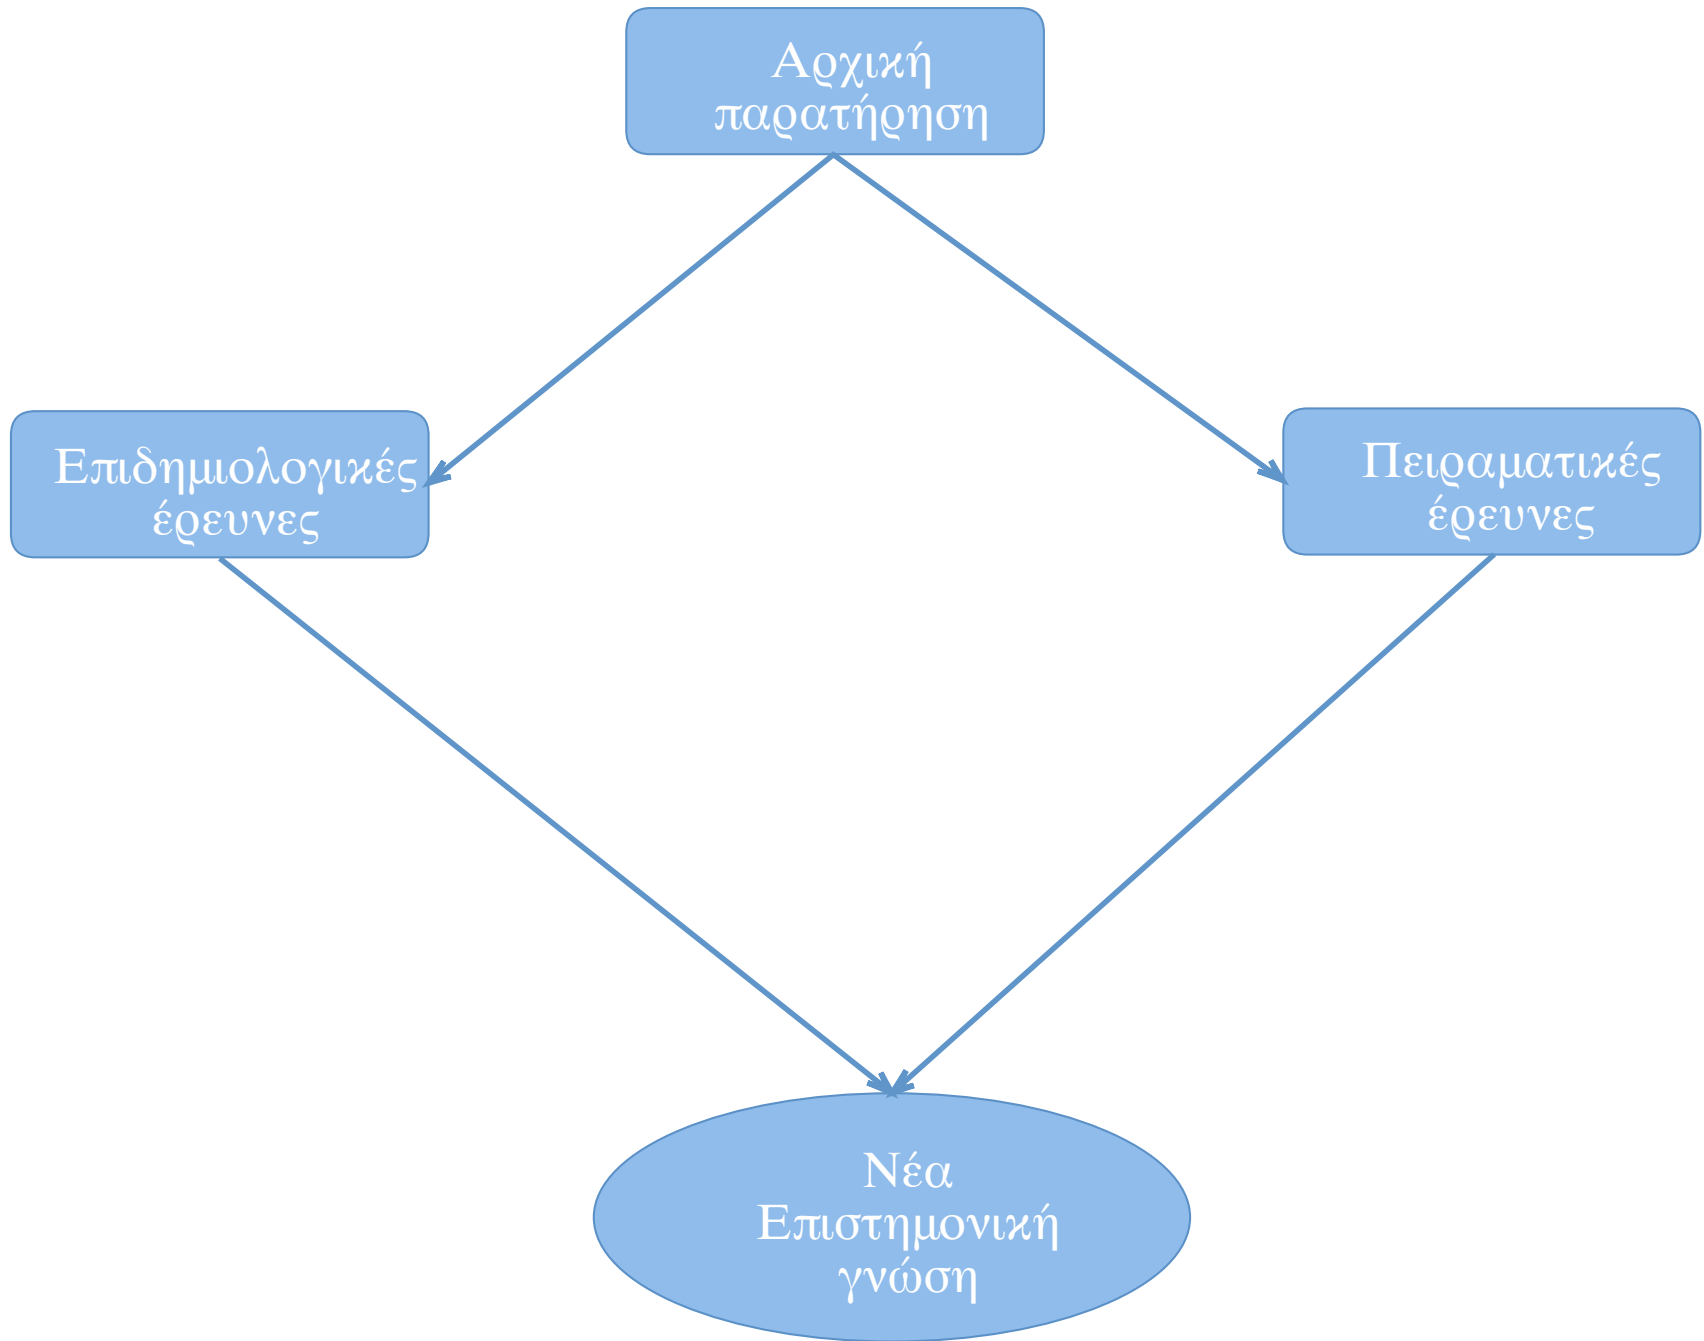 Αρχική
παρατήρηση
Επιδημιολογικές
έρευνες
Πειραματικές
έρευνες
Νέα
Επιστημονική
γνώση